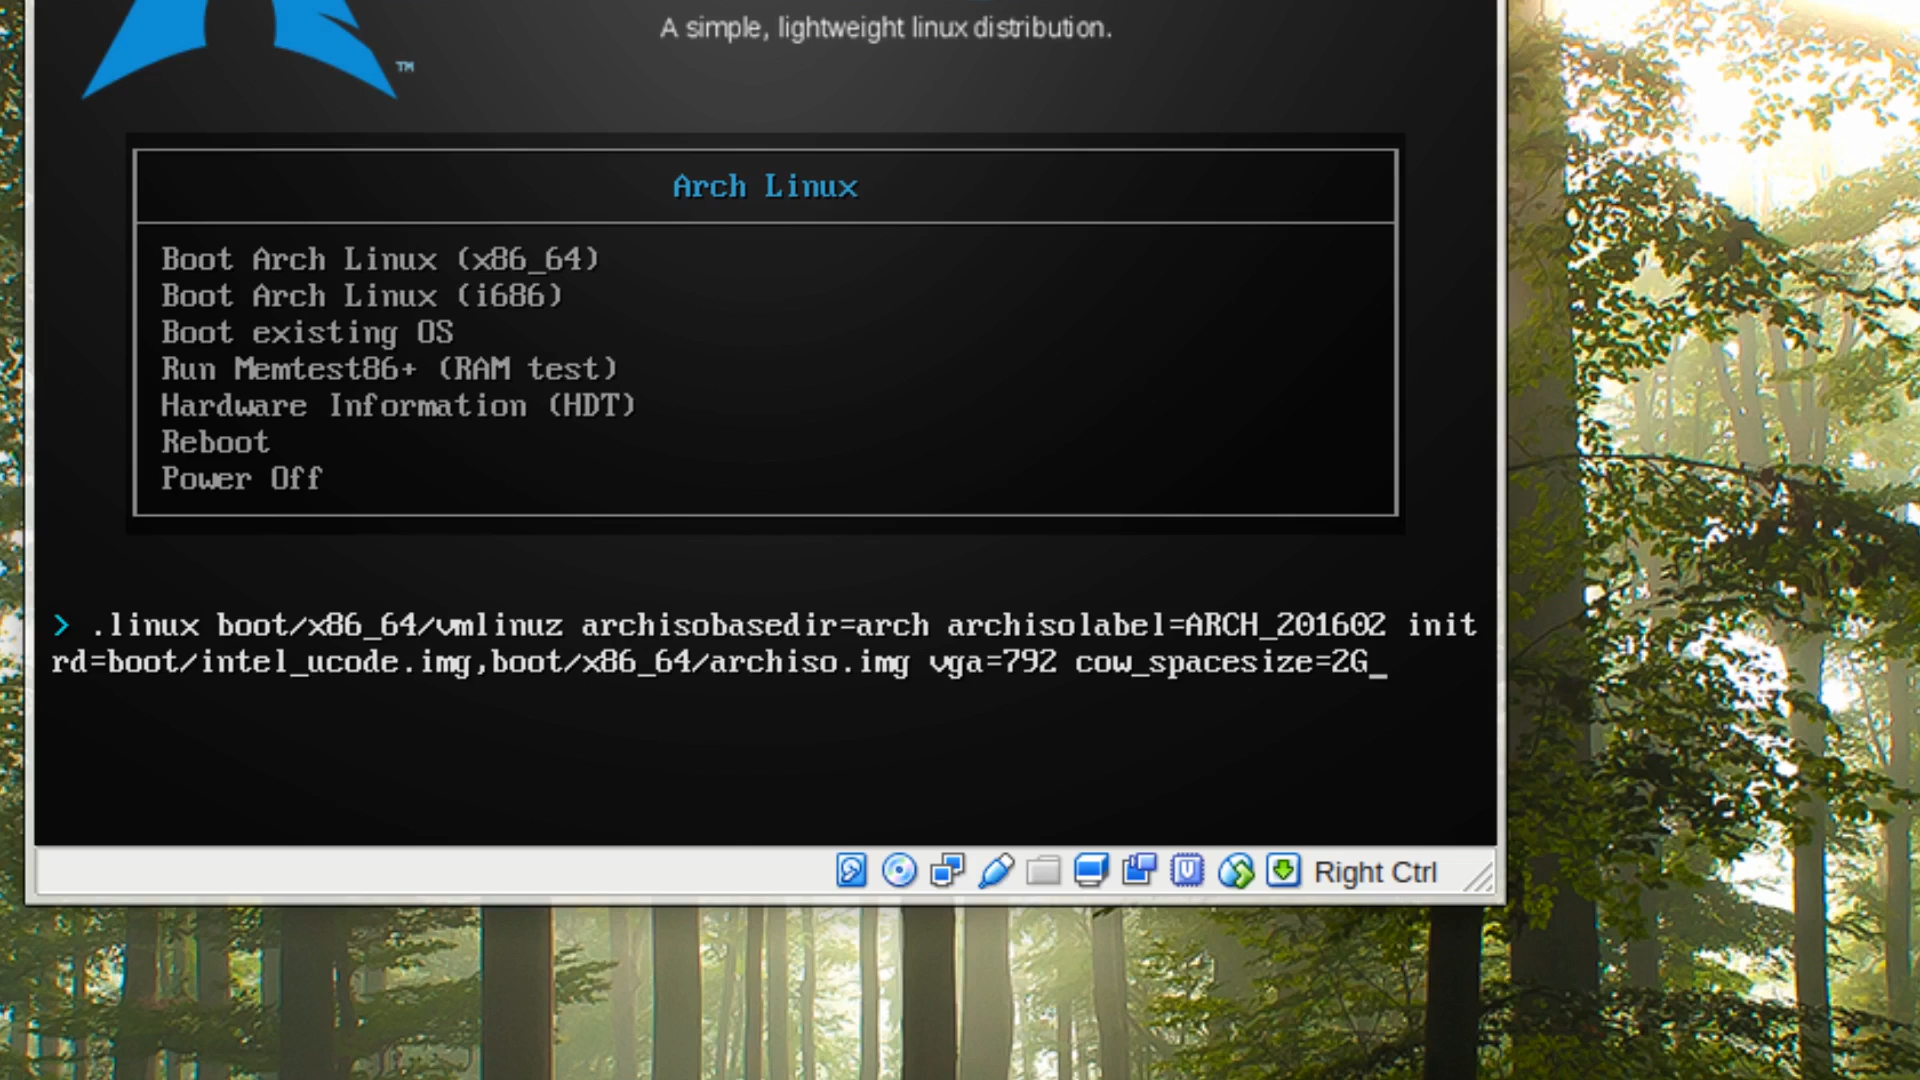 A simple, lightweight linux distribution.
TM
Arch Linux
Boot Arch Linux (x86_64)
Boot Arch Linux (i686)
Boot existing OS
Run Memtest86+ (RAM test)
Hardware Information (HDT)
Reboot
Power Off
> .linux boot/x86_64/vmlinuz archisobasedir=arch archisolabel=ARCH_201602 init
rd=boot/intel_ucode.img,boot/x86_64/archiso.img vga=792 cow_spacesize=2G_
Right Ctrl